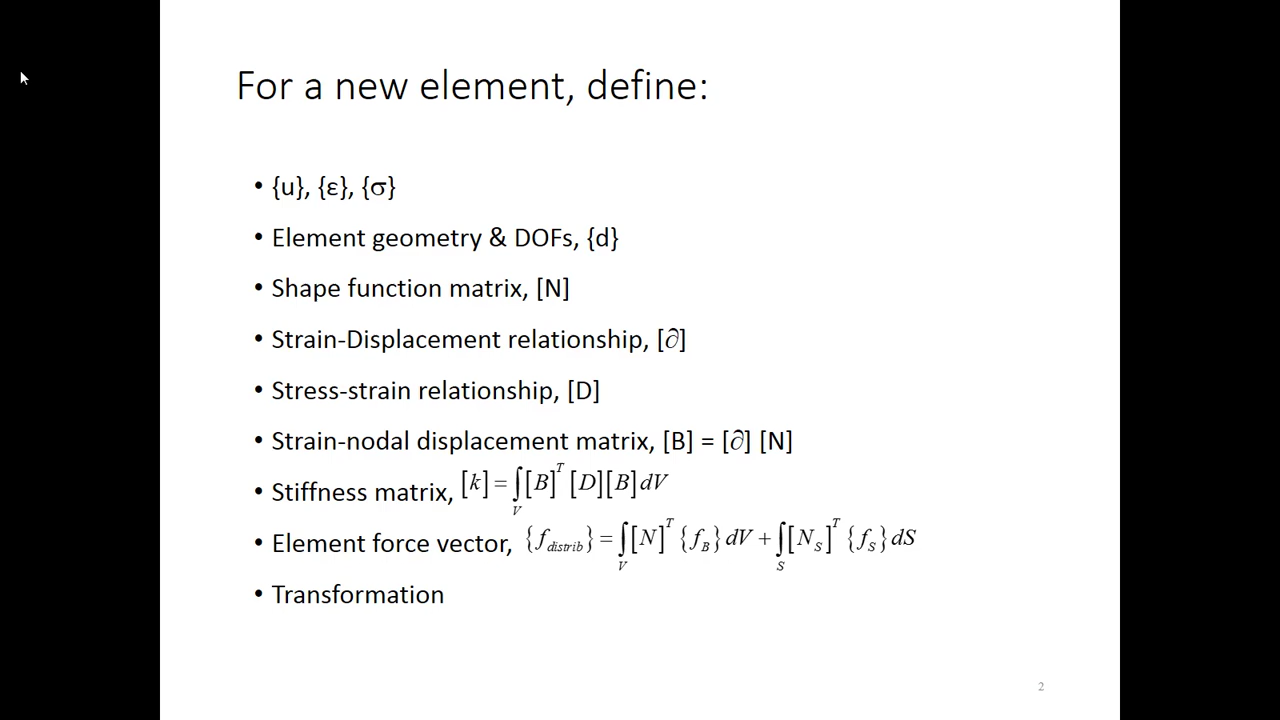 For a new element, define:
• {u}, {ε}, {σ}
• Element geometry & DOFs, {d}
• Shape function matrix, [N]
• Strain-Displacement relationship, [∂]
• Stress-strain relationship, [D]
• Strain-nodal displacement matrix, [B] = [∂] [N]
• Stiffness matrix, [k] = ∫_V [B]^T [D][B] dV
• Element force vector, {f_distrib} = ∫_V [N]^T {f_B} dV + ∫_S [N_S]^T {f_S} dS
• Transformation
2